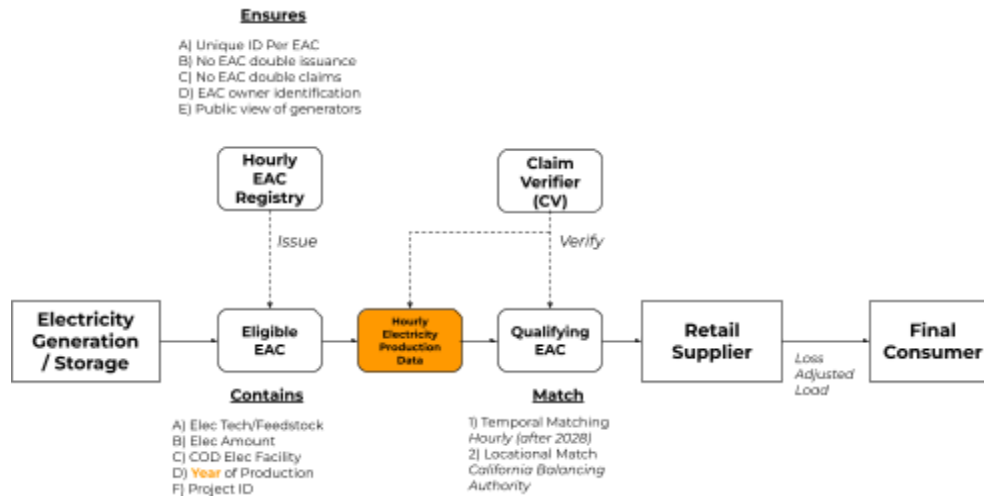 Ensures
A) Unique ID Per EAC
B) No EAC double issuance
C) No EAC double claims
D) EAC owner identification
E) Public view of generators
Hourly
EAC
Registry
Claim
Verifier
(CV)
Issue
Verify
Electricity
Generation
/ Storage
Eligible
EAC
Hourly
Electricity
Production
Data
Qualifying
EAC
Retail
Supplier
Loss
Adjusted
Load
Final
Consumer
Contains
A) Elec Tech/Feedstock
B) Elec Amount
C) COD Elec Facility
D) Year of Production
F) Project ID
Match
1) Temporal Matching
Hourly (after 2028)
2) Locational Match
California Balancing
Authority